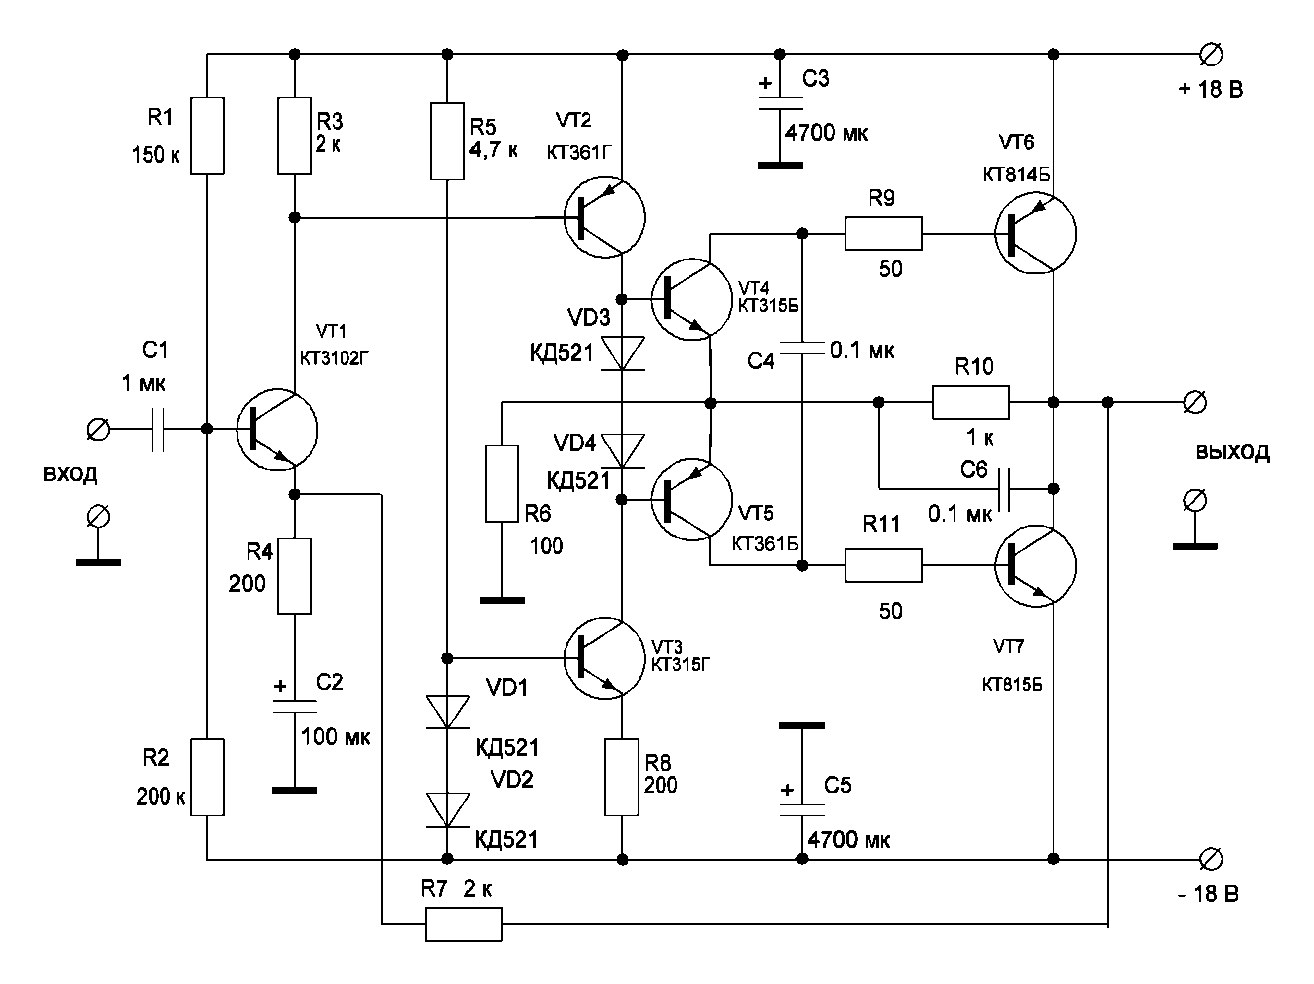 R1
150 к
R3
2 к
R5
4,7 к
VT2
КТ361Г
+
C3
4700 мк
+ 18 В
VT6
КТ814Б
R9
50
VT4
КТ315Б
VT1
КТ3102Г
C1
1 мк
VD3
КД521
C4
0.1 мк
R10
1 к
ВХОД
VD4
КД521
ВЫХОД
C6
0.1 мк
R6
100
VT5
КТ361Б
R11
50
R4
200
VT3
КТ315Г
VT7
КТ815Б
+
C2
100 мк
VD1
КД521
R2
200 к
VD2
КД521
R8
200
+
C5
4700 мк
R7 2 к
- 18 В